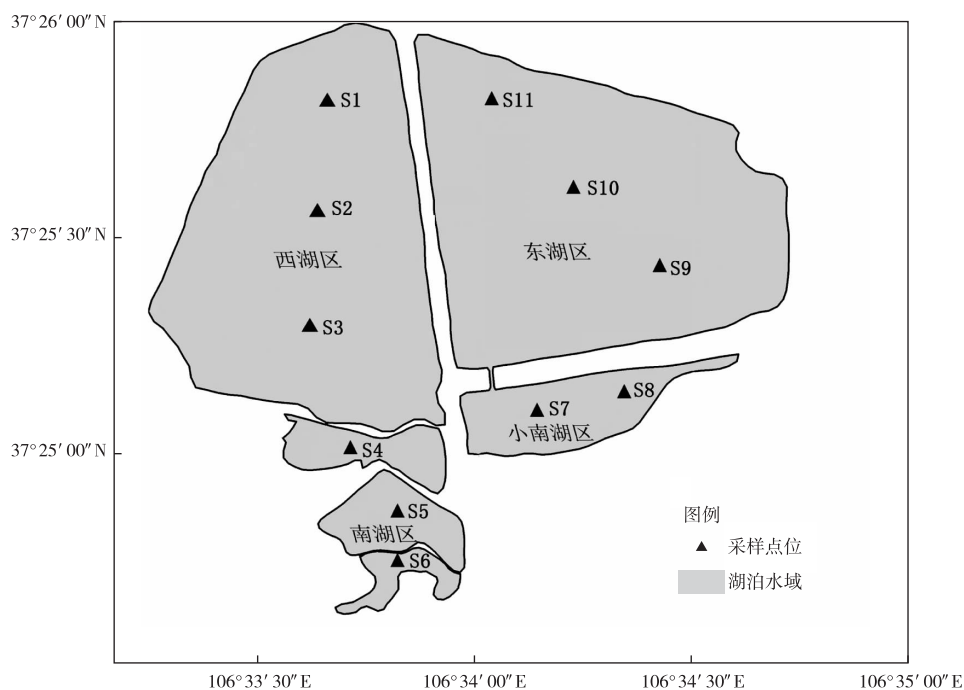 37°26′00″N
S1
S11
S10
S2
37°25′30″N
西湖区
东湖区
S9
S3
S8
S7
小南湖区
37°25′00″N
S4
S5
南湖区
S6
图例
采样点位
湖泊水域
106°33′30″E
106°34′00″E
106°34′30″E
106°35′00″E